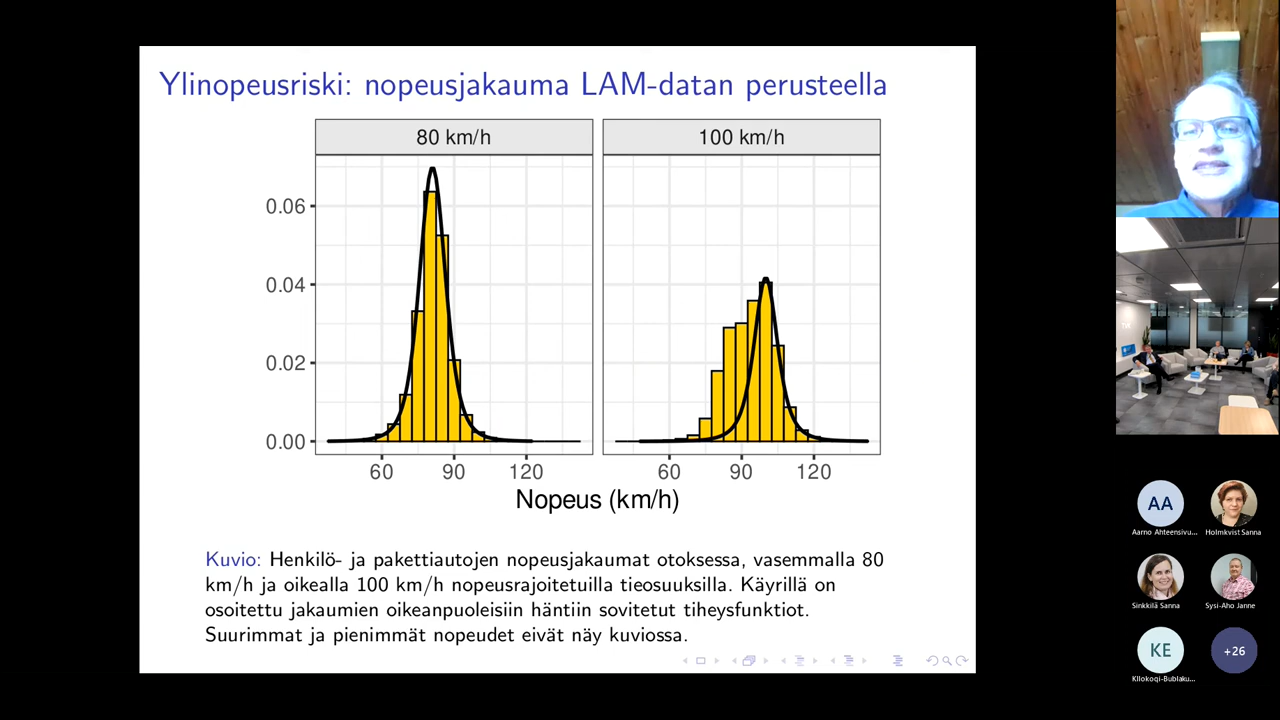 Ylinopeusriski: nopeusjakauma LAM-datan perusteella
80 km/h
100 km/h
0.06
0.04
0.02
0.00
60 90 120
60 90 120
Nopeus (km/h)
Kuvio: Henkilö- ja pakettiautojen nopeusjakaumat otoksessa, vasemmalla 80
km/h ja oikealla 100 km/h nopeusrajoitetuilla tieosuuksilla. Käyrillä on
osoitettu jakaumien oikeanpuoleisiin häntiin sovitetut tiheysfunktiot.
Suurimmat ja pienimmät nopeudet eivät näy kuviossa.
AA
Aarno Ahteensivu...
Holmkvist Sanna
Sinkkilä Sanna
Sysi-Aho Janne
KE
Kllokoqi-Bublaku...
+26